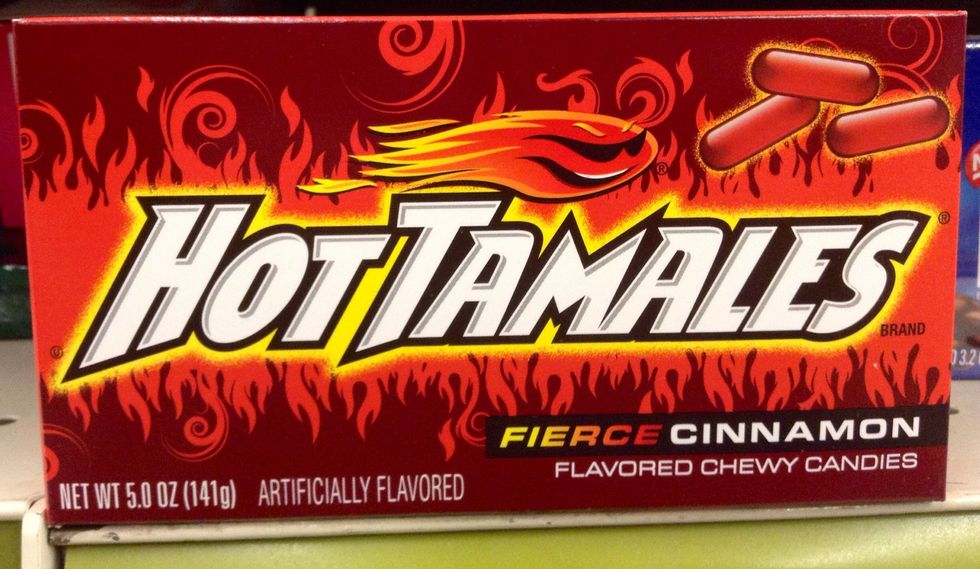 HOT TAMALES
®
®
BRAND
FIERCE CINNAMON
FLAVORED CHEWY CANDIES
NET WT 5.0 OZ (141g) ARTIFICIALLY FLAVORED